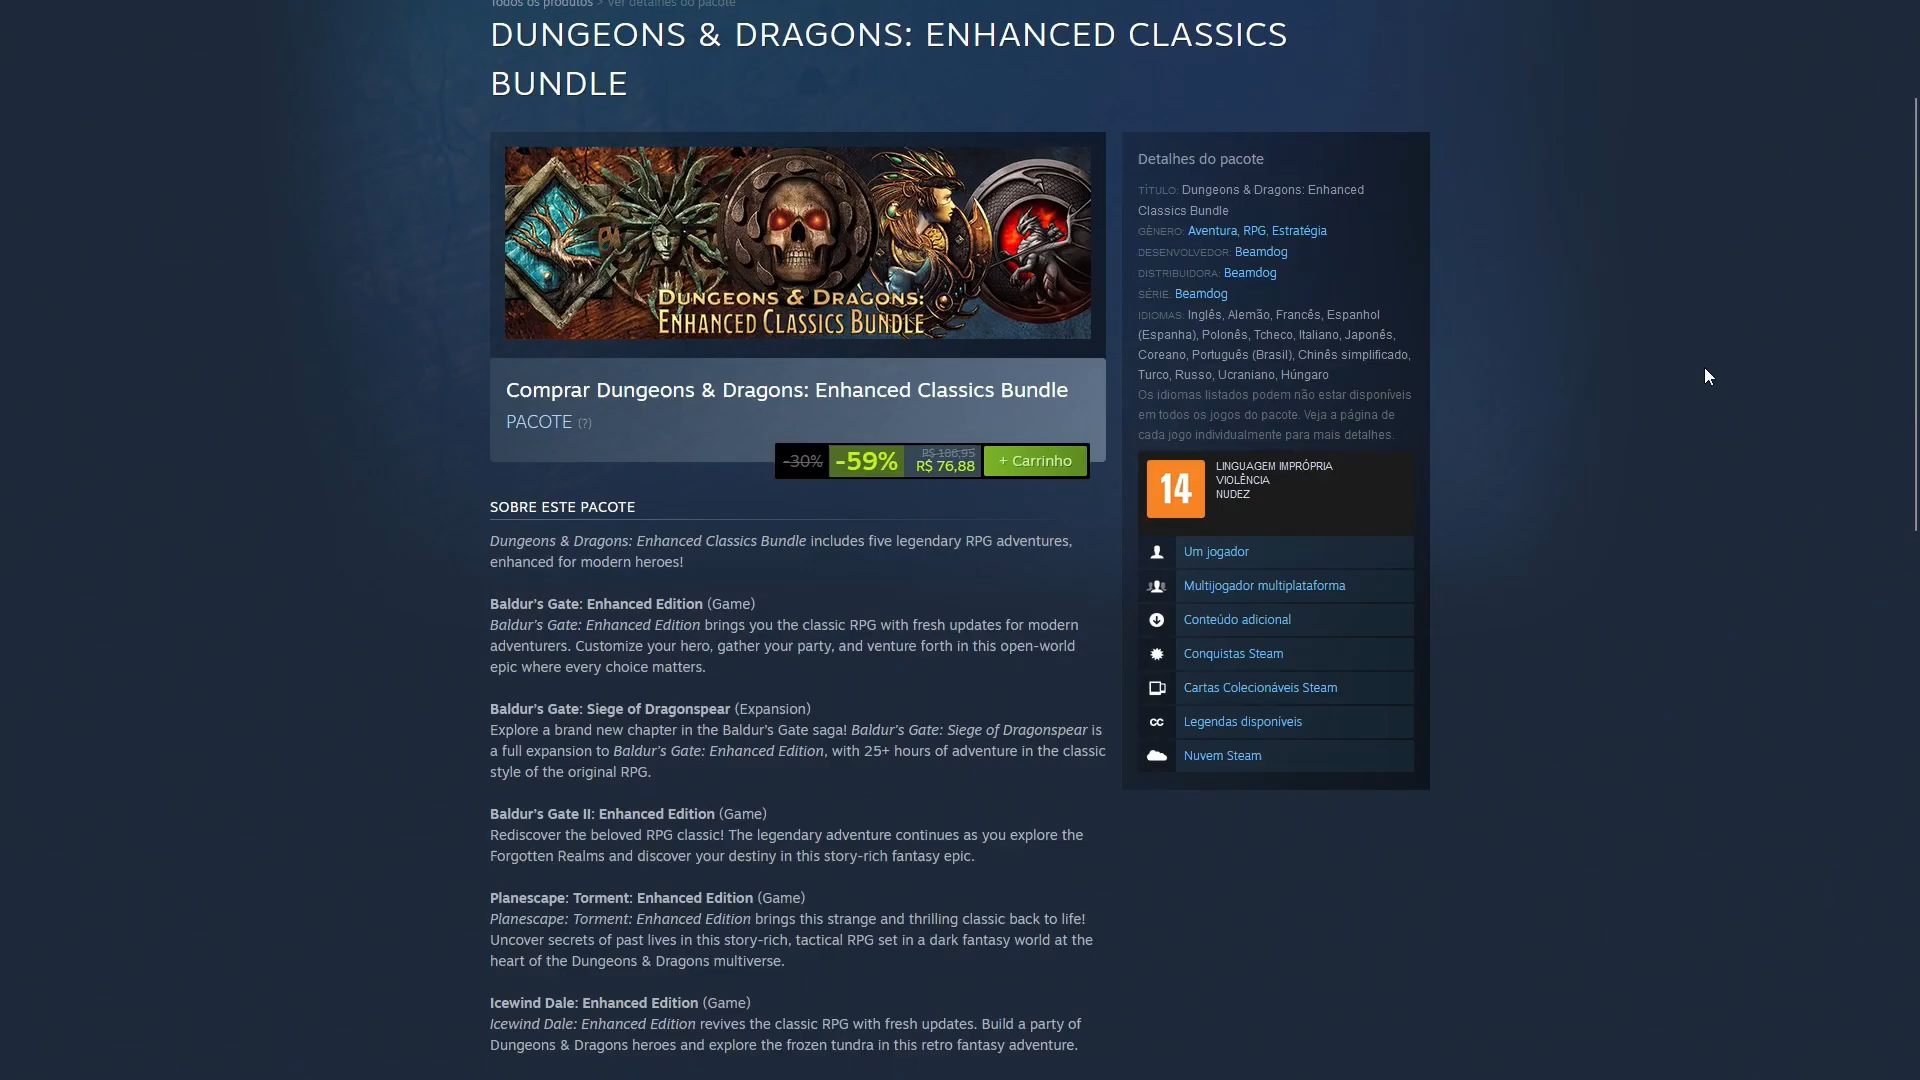 Todos os produtos > Ver detalhes do pacote
DUNGEONS & DRAGONS: ENHANCED CLASSICS
BUNDLE
DUNGEONS & DRAGONS:
ENHANCED CLASSICS BUNDLE
Comprar Dungeons & Dragons: Enhanced Classics Bundle
PACOTE (?)
-30% -59% R$ 186,95 R$ 76,88 + Carrinho
SOBRE ESTE PACOTE
Dungeons & Dragons: Enhanced Classics Bundle includes five legendary RPG adventures,
enhanced for modern heroes!
Baldur's Gate: Enhanced Edition (Game)
Baldur's Gate: Enhanced Edition brings you the classic RPG with fresh updates for modern
adventurers. Customize your hero, gather your party, and venture forth in this open-world
epic where every choice matters.
Baldur's Gate: Siege of Dragonspear (Expansion)
Explore a brand new chapter in the Baldur's Gate saga! Baldur's Gate: Siege of Dragonspear is
a full expansion to Baldur's Gate: Enhanced Edition, with 25+ hours of adventure in the classic
style of the original RPG.
Baldur's Gate II: Enhanced Edition (Game)
Rediscover the beloved RPG classic! The legendary adventure continues as you explore the
Forgotten Realms and discover your destiny in this story-rich fantasy epic.
Planescape: Torment: Enhanced Edition (Game)
Planescape: Torment: Enhanced Edition brings this strange and thrilling classic back to life!
Uncover secrets of past lives in this story-rich, tactical RPG set in a dark fantasy world at the
heart of the Dungeons & Dragons multiverse.
Icewind Dale: Enhanced Edition (Game)
Icewind Dale: Enhanced Edition revives the classic RPG with fresh updates. Build a party of
Dungeons & Dragons heroes and explore the frozen tundra in this retro fantasy adventure.
Detalhes do pacote
TÍTULO: Dungeons & Dragons: Enhanced
Classics Bundle
GÊNERO: Aventura, RPG, Estratégia
DESENVOLVEDOR: Beamdog
DISTRIBUIDORA: Beamdog
SÉRIE: Beamdog
IDIOMAS: Inglês, Alemão, Francês, Espanhol
(Espanha), Polonês, Tcheco, Italiano, Japonês,
Coreano, Português (Brasil), Chinês simplificado,
Turco, Russo, Ucraniano, Húngaro
Os idiomas listados podem não estar disponíveis
em todos os jogos do pacote. Veja a página de
cada jogo individualmente para mais detalhes.
14
LINGUAGEM IMPRÓPRIA
VIOLÊNCIA
NUDEZ
Um jogador
Multijogador multiplataforma
Conteúdo adicional
Conquistas Steam
Cartas Colecionáveis Steam
CC Legendas disponíveis
Nuvem Steam